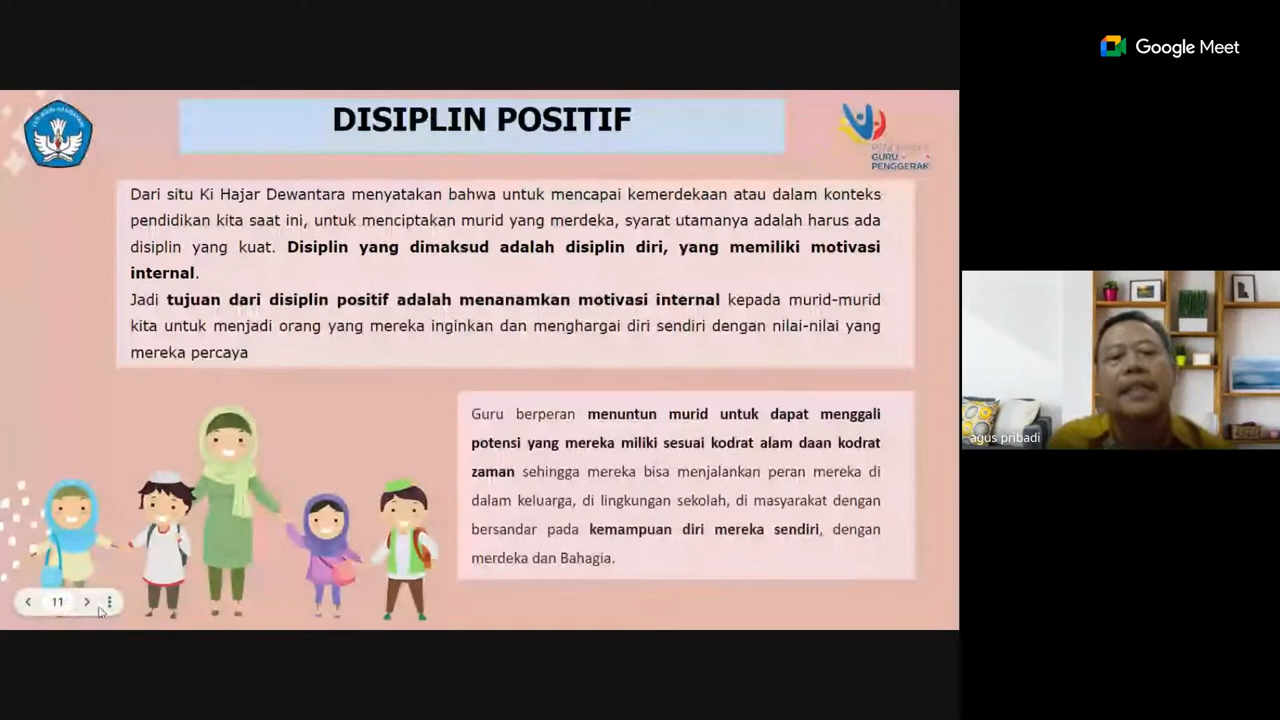 Google Meet
DISIPLIN POSITIF
TUT WURI HANDAYANI
GURU
PENGGERAK
Dari situ Ki Hajar Dewantara menyatakan bahwa untuk mencapai kemerdekaan atau dalam konteks
pendidikan kita saat ini, untuk menciptakan murid yang merdeka, syarat utamanya adalah harus ada
disiplin yang kuat. Disiplin yang dimaksud adalah disiplin diri, yang memiliki motivasi
internal.
Jadi tujuan dari disiplin positif adalah menanamkan motivasi internal kepada murid-murid
kita untuk menjadi orang yang mereka inginkan dan menghargai diri sendiri dengan nilai-nilai yang
mereka percaya
Guru berperan menuntun murid untuk dapat menggali
potensi yang mereka miliki sesuai kodrat alam daan kodrat
zaman sehingga mereka bisa menjalankan peran mereka di
dalam keluarga, di lingkungan sekolah, di masyarakat dengan
bersandar pada kemampuan diri mereka sendiri, dengan
merdeka dan Bahagia.
11
agus pribadi